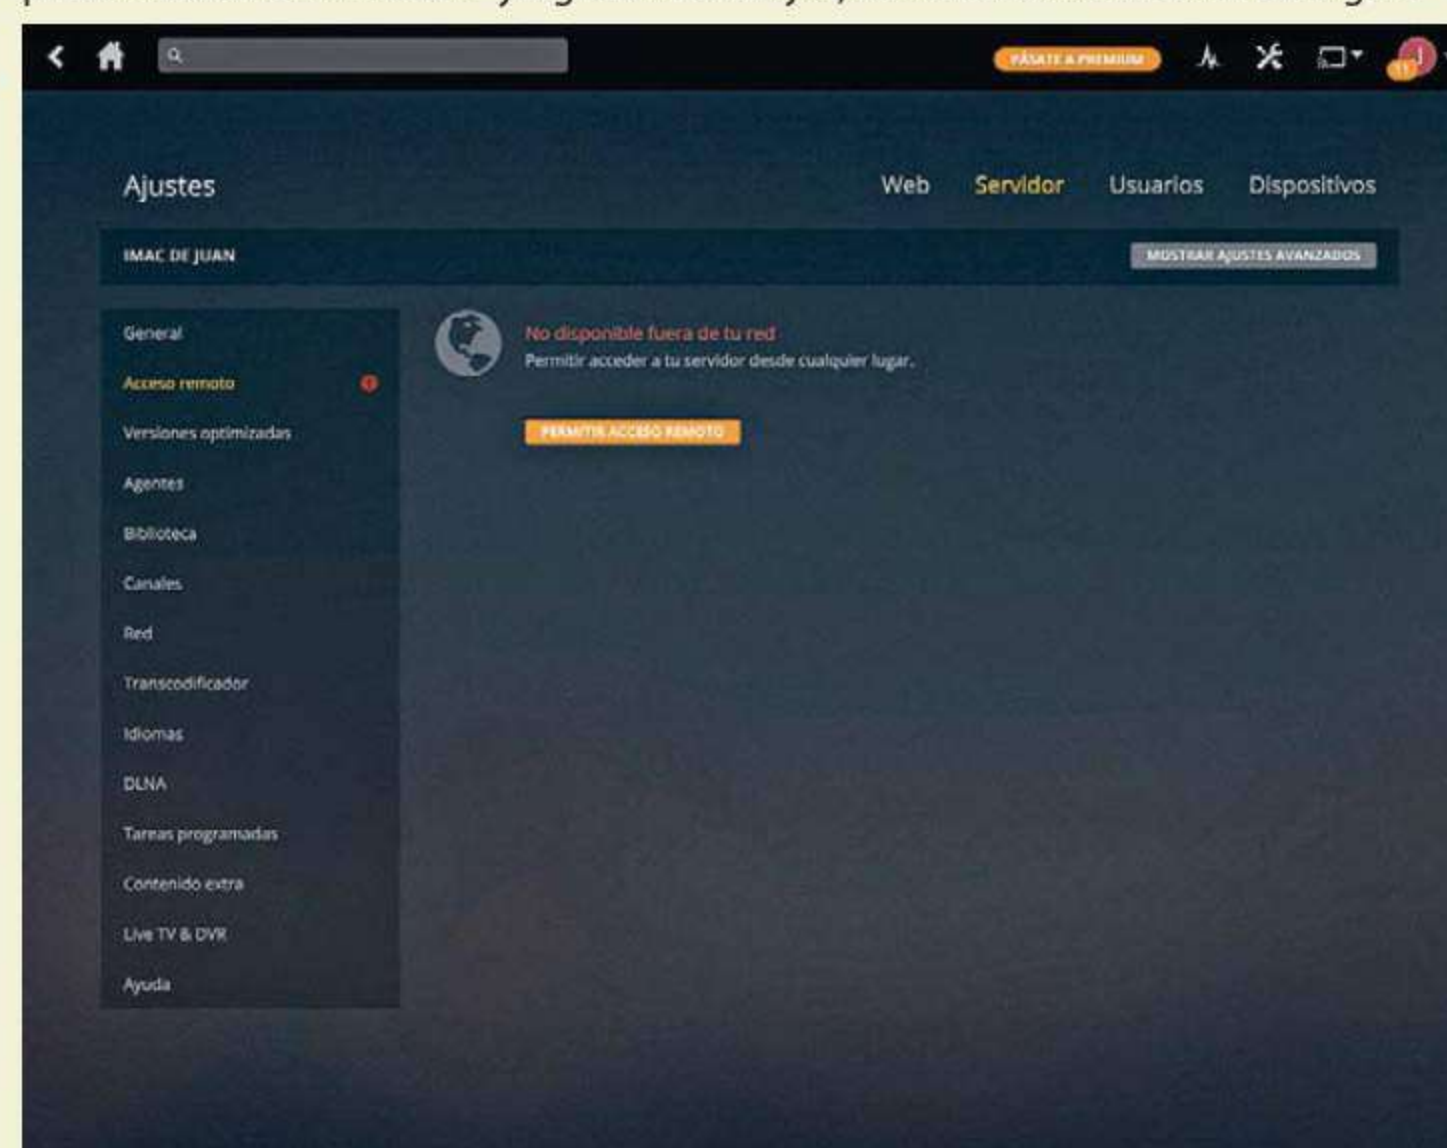 PÁSATE A PREMIUM
11
J
Ajustes
Web Servidor Usuarios Dispositivos
IMAC DE JUAN
MOSTRAR AJUSTES AVANZADOS
General
Acceso remoto
Versiones optimizadas
Agentes
Biblioteca
Canales
Red
Transcodificador
Idiomas
DLNA
Tareas programadas
Contenido extra
Live TV & DVR
Ayuda
No disponible fuera de tu red
Permitir acceder a tu servidor desde cualquier lugar.
PERMITIR ACCESO REMOTO